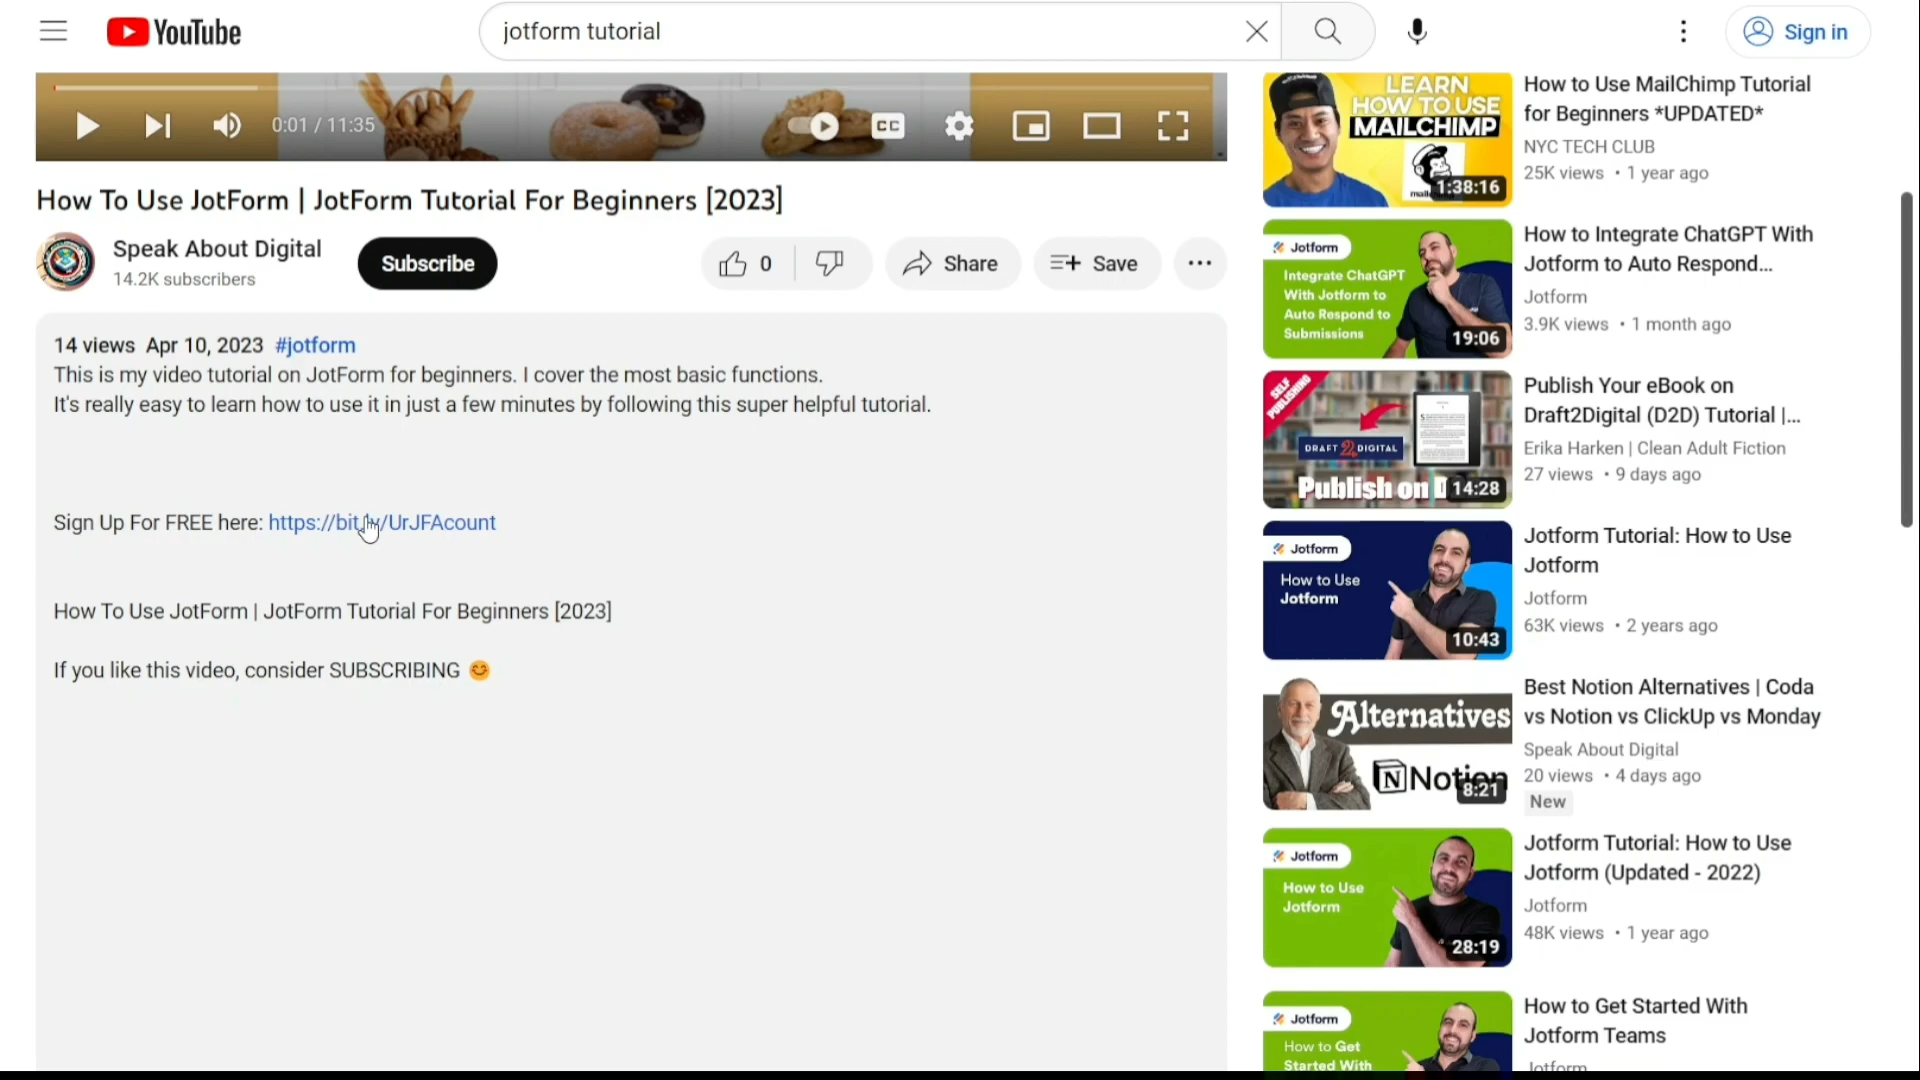 YouTube
jotform tutorial
Sign in
0:01 / 11:35
CC
How To Use JotForm | JotForm Tutorial For Beginners [2023]
Speak About Digital
14.2K subscribers
Subscribe
0
Share
Save
14 views Apr 10, 2023 #jotform
This is my video tutorial on JotForm for beginners. I cover the most basic functions.
It's really easy to learn how to use it in just a few minutes by following this super helpful tutorial.
Sign Up For FREE here: https://bit.ly/UrJFAcount
How To Use JotForm | JotForm Tutorial For Beginners [2023]
If you like this video, consider SUBSCRIBING 😊
LEARN
HOW TO USE
MAILCHIMP
1:38:16
How to Use MailChimp Tutorial
for Beginners *UPDATED*
NYC TECH CLUB
25K views • 1 year ago
Jotform
Integrate ChatGPT
With Jotform to
Auto Respond to
Submissions
19:06
How to Integrate ChatGPT With
Jotform to Auto Respond...
Jotform
3.9K views • 1 month ago
SELF
PUBLISHING
DRAFT 2 DIGITAL
Publish on D
14:28
Publish Your eBook on
Draft2Digital (D2D) Tutorial |...
Erika Harken | Clean Adult Fiction
27 views • 9 days ago
Jotform
How to Use
Jotform
10:43
Jotform Tutorial: How to Use
Jotform
Jotform
63K views • 2 years ago
Alternatives
Notion
8:21
Best Notion Alternatives | Coda
vs Notion vs ClickUp vs Monday
Speak About Digital
20 views • 4 days ago
New
Jotform
How to Use
Jotform
28:19
Jotform Tutorial: How to Use
Jotform (Updated - 2022)
Jotform
48K views • 1 year ago
Jotform
How to Get
Started With
How to Get Started With
Jotform Teams
Jotform